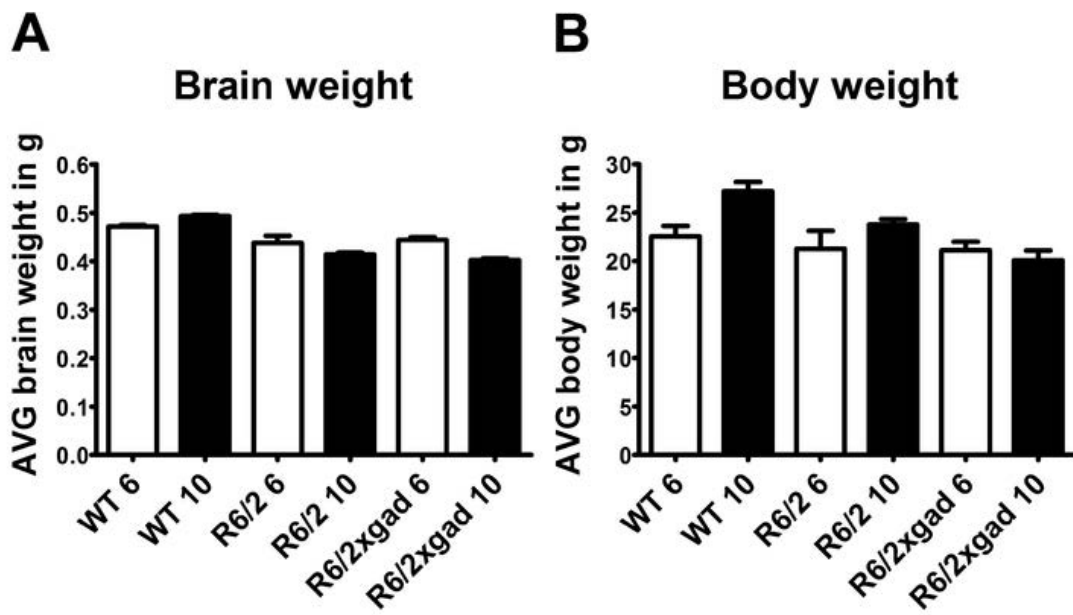 A
Brain weight
AVG brain weight in g
0.6
0.5
0.4
0.3
0.2
0.1
0.0
WT 6
WT 10
R6/2 6
R6/2 10
R6/2xgad 6
R6/2xgad 10
B
Body weight
AVG body weight in g
30
25
20
15
10
5
0
WT 6
WT 10
R6/2 6
R6/2 10
R6/2xgad 6
R6/2xgad 10